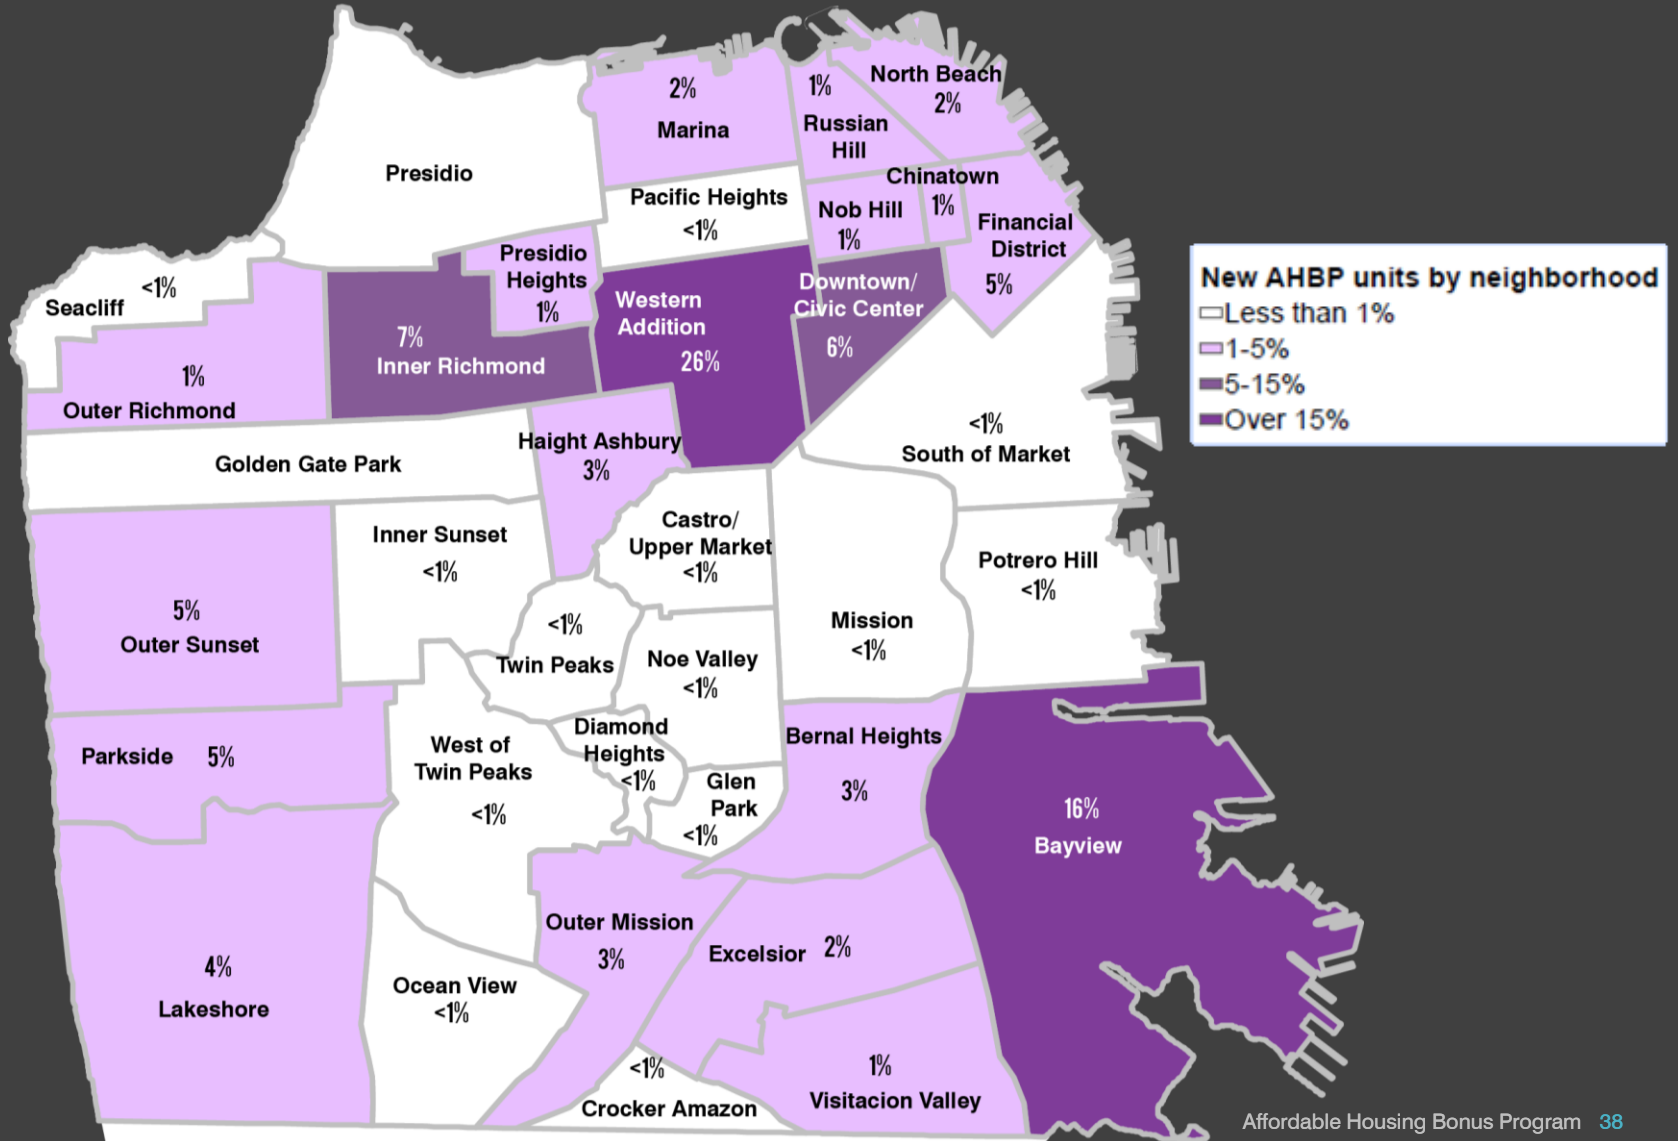 2%
Marina
1%
Russian
Hill
North Beach
2%
Presidio
Pacific Heights
<1%
Chinatown
1%
Nob Hill
1%
Financial
District
5%
Presidio
Heights
1%
Seacliff
<1%
Western
Addition
26%
Downtown/
Civic Center
6%
7%
Inner Richmond
1%
Outer Richmond
<1%
South of Market
Golden Gate Park
Haight Ashbury
3%
Inner Sunset
<1%
Castro/
Upper Market
<1%
Potrero Hill
<1%
5%
Outer Sunset
<1%
Twin Peaks
Noe Valley
<1%
Mission
<1%
Parkside 5%
West of
Twin Peaks
<1%
Diamond
Heights
<1%
Glen
Park
<1%
Bernal Heights
3%
16%
Bayview
4%
Lakeshore
Ocean View
<1%
Outer Mission
3%
Excelsior 2%
<1%
Crocker Amazon
1%
Visitacion Valley
New AHBP units by neighborhood
Less than 1%
1-5%
5-15%
Over 15%
Affordable Housing Bonus Program 38